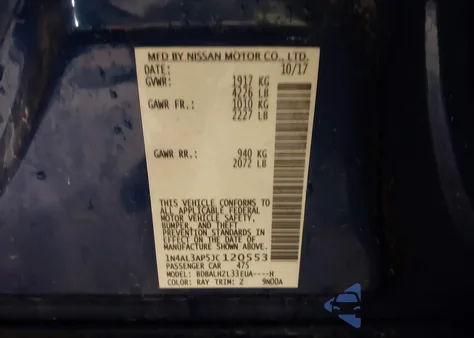 MFD BY NISSAN MOTOR CO., LTD.
DATE: 10/17
GVWR: 1917 KG
4226 LB
GAWR FR.: 1010 KG
2227 LB
GAWR RR.: 940 KG
2072 LB
THIS VEHICLE CONFORMS TO
ALL APPLICABLE FEDERAL
MOTOR VEHICLE SAFETY,
BUMPER, AND THEFT
PREVENTION STANDARDS IN
EFFECT ON THE DATE OF
MANUFACTURE SHOWN ABOVE.
1N4AL3AP5JC120553
PASSENGER CAR 475
MODEL: BDBALHZL33EUA----H
COLOR: RAY TRIM: Z 9NODA